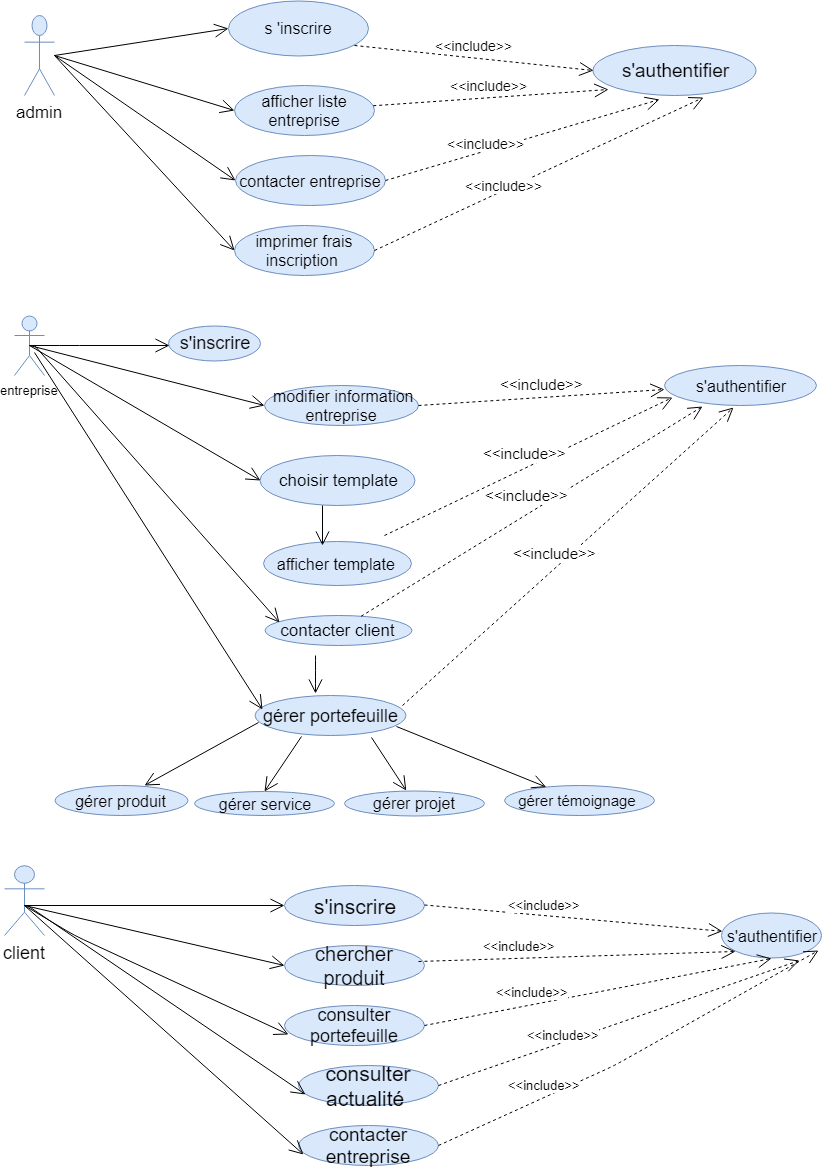 s 'inscrire
<<include>>
s'authentifier
admin
afficher liste
entreprise
<<include>>
contacter entreprise
<<include>>
<<include>>
imprimer frais
inscription
entreprise
s'inscrire
modifier information
entreprise
<<include>>
s'authentifier
choisir template
<<include>>
<<include>>
afficher template
<<include>>
contacter client
gérer portefeuille
gérer produit
gérer service
gérer projet
gérer témoignage
client
s'inscrire
<<include>>
s'authentifier
chercher
produit
<<include>>
consulter
portefeuille
<<include>>
consulter
actualité
<<include>>
contacter
entreprise
<<include>>